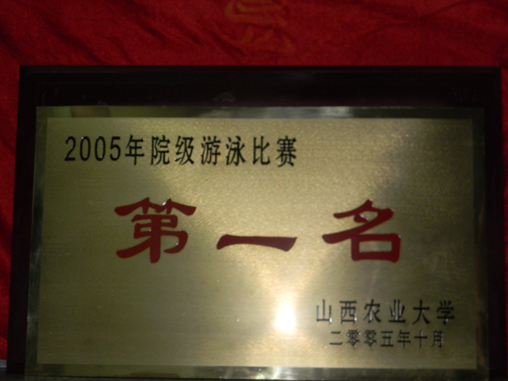 2005年院级游泳比赛
第一名
山西农业大学
二零零五年十月